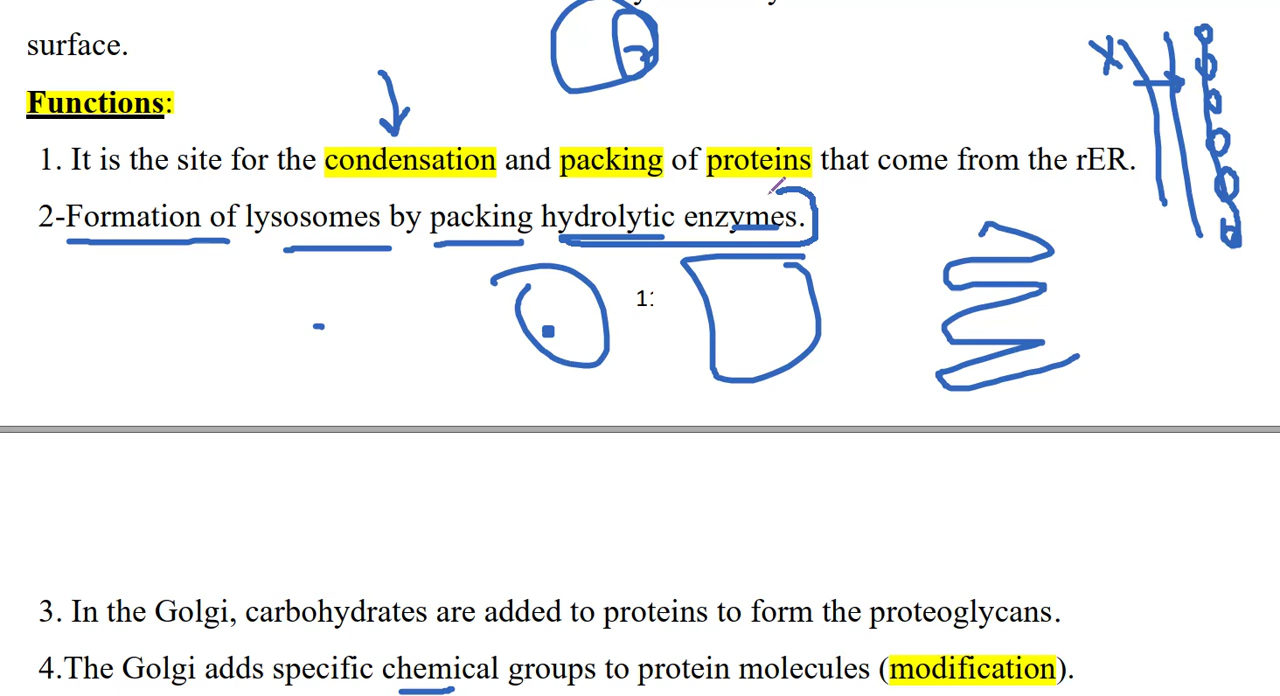 surface.
Functions:
1. It is the site for the condensation and packing of proteins that come from the rER.
2-Formation of lysosomes by packing hydrolytic enzymes.
3. In the Golgi, carbohydrates are added to proteins to form the proteoglycans.
4.The Golgi adds specific chemical groups to protein molecules (modification).